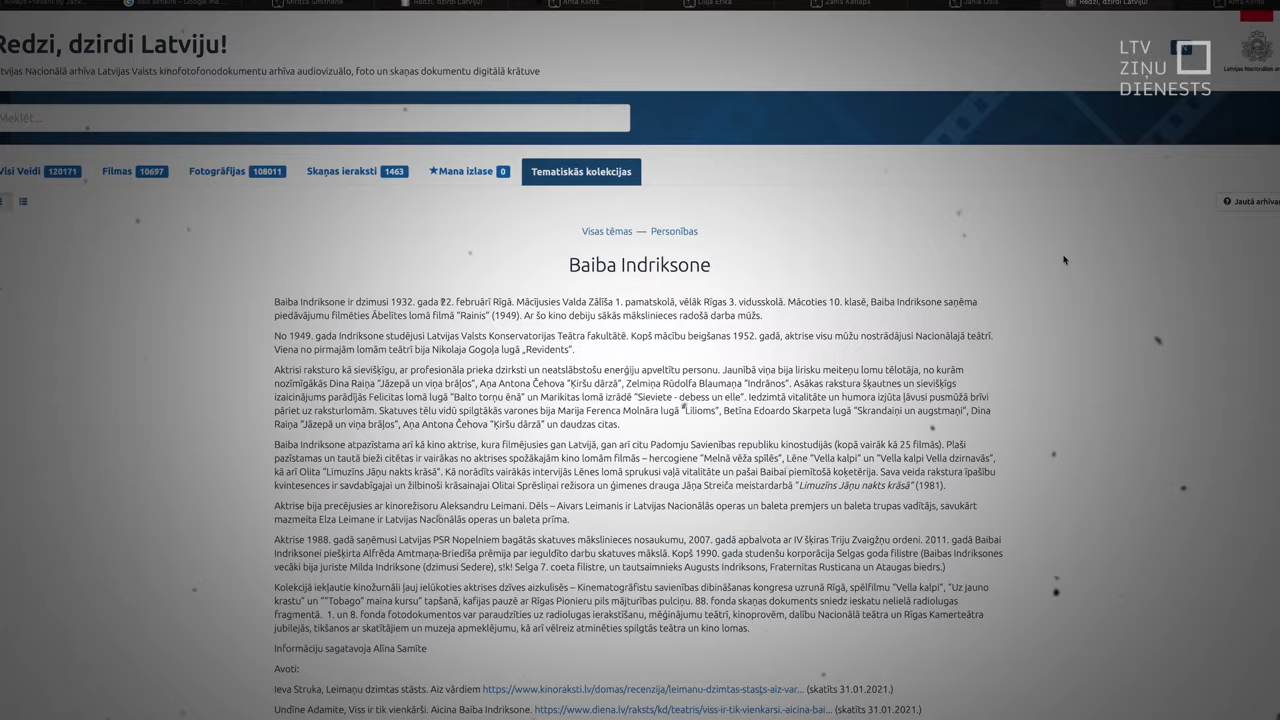 Mirdza Šmithene
Redzi, dzirdi Latviju!
Anta Klints
Lilija Ērika
Žanis Katlaps
Jānis Osis
Redzi, dzirdi Latviju!
Redzi, dzirdi Latviju!
LTV
ZIŅU
DIENESTS
tvijas Nacionālā arhīva Latvijas Valsts kinofotofonodokumentu arhīva audiovizuālo, foto un skaņas dokumentu digitālā krātuve
Meklēt...
Visi Veidi 120171 Filmas 10697 Fotogrāfijas 108011 Skaņas ieraksti 1463 ★Mana izlase 0 Tematiskās kolekcijas
Jautā arhīva
Visas tēmas — Personības
Baiba Indriksone
Baiba Indriksone ir dzimusi 1932. gada 22. februārī Rīgā. Mācījusies Valda Zālīša 1. pamatskolā, vēlāk Rīgas 3. vidusskolā. Mācoties 10. klasē, Baiba Indriksone saņēma
piedāvājumu filmēties Ābelītes lomā filmā "Rainis" (1949). Ar šo kino debiju sākās mākslinieces radošā darba mūžs.
No 1949. gada Indriksone studējusi Latvijas Valsts Konservatorijas Teātra fakultātē. Kopš mācību beigšanas 1952. gadā, aktrise visu mūžu nostrādājusi Nacionālajā teātrī.
Viena no pirmajām lomām teātrī bija Nikolaja Gogoļa lugā „Revidents".
Aktrisi raksturo kā sievišķīgu, ar profesionāla prieka dzirksti un neatslābstošu enerģiju apveltītu personu. Jaunībā viņa bija lirisku meiteņu lomu tēlotāja, no kurām
nozīmīgākās Dina Raiņa "Jāzepā un viņa brāļos", Aņa Antona Čehova "Ķiršu dārzā", Zelmiņa Rūdolfa Blaumaņa "Indrānos". Asākas rakstura šķautnes un sievišķīgs
izaicinājums parādījās Felicitas lomā lugā "Balto torņu ēnā" un Marikitas lomā izrādē "Sieviete - debess un elle". Iedzimtā vitalitāte un humora izjūta ļāvusi pusmūžā brīvi
pāriet uz raksturlomām. Skatuves tēlu vidū spilgtākās varones bija Marija Ferenca Molnāra lugā "Lilioms", Betīna Edoardo Skarpeta lugā "Skrandaiņi un augstmaņi", Dina
Raiņa "Jāzepā un viņa brāļos", Aņa Antona Čehova "Ķiršu dārzā" un daudzas citas.
Baiba Indriksone atpazīstama arī kā kino aktrise, kura filmējusies gan Latvijā, gan arī citu Padomju Savienības republiku kinostudijās (kopā vairāk kā 25 filmās). Plaši
pazīstamas un tautā bieži citētas ir vairākas no aktrises spožākajām kino lomām filmās – hercogiene "Melnā vēža spīlēs", Lēne "Vella kalpi" un "Vella kalpi Vella dzirnavās",
kā arī Olita "Limuzīns Jāņu nakts krāsā". Kā norādīts vairākās intervijās Lēnes lomā sprukusi vaļā vitalitāte un pašai Baibai piemītošā koķetērija. Sava veida rakstura īpašību
kvintesences ir savdabīgajai un žilbinoši krāsainajai Olitai Sprēsliņai režisora un ģimenes drauga Jāņa Streiča meistardarbā "Limuzīns Jāņu nakts krāsā" (1981).
Aktrise bija precējusies ar kinorežisoru Aleksandru Leimani. Dēls – Aivars Leimanis ir Latvijas Nacionālās operas un baleta premjers un baleta trupas vadītājs, savukārt
mazmeita Elza Leimane ir Latvijas Nacionālās operas un baleta prīma.
Aktrise 1988. gadā saņēmusi Latvijas PSR Nopelniem bagātās skatuves mākslinieces nosaukumu, 2007. gadā apbalvota ar IV šķiras Triju Zvaigžņu ordeni. 2011. gadā Baibai
Indriksonei piešķirta Alfrēda Amtmaņa-Briedīša prēmija par ieguldīto darbu skatuves mākslā. Kopš 1990. gada studenšu korporācija Selgas goda filistre (Baibas Indriksones
vecāki bija juriste Milda Indriksone (dzimusi Sedere), s!k! Selga 7. coeta filistre, un tautsaimnieks Augusts Indriksons, Fraternitas Rusticana un Ataugas biedrs.)
Kolekcijā iekļautie kinožurnāli ļauj ielūkoties aktrises dzīves aizkulisēs – Kinematogrāfistu savienības dibināšanas kongresa uzrunā Rīgā, spēlfilmu "Vella kalpi", "Uz jauno
krastu" un ""Tobago" maina kursu" tapšanā, kafijas pauzē ar Rīgas Pionieru pils mājturības pulciņu. 88. fonda skaņas dokuments sniedz ieskatu nelielā radiolugas
fragmentā. 1. un 8. fonda fotodokumentos var paraudzīties uz radiolugas ierakstīšanu, mēģinājumu teātrī, kinoprovēm, dalību Nacionālā teātra un Rīgas Kamerteātra
jubilejās, tikšanos ar skatītājiem un muzeja apmeklējumu, kā arī vēlreiz atminēties spilgtās teātra un kino lomas.
Informāciju sagatavoja Alīna Samīte
Avoti:
Ieva Struka, Leimaņu dzimtas stāsts. Aiz vārdiem https://www.kinoraksti.lv/domas/recenzija/leimanu-dzimtas-stasts-aiz-var... (skatīts 31.01.2021.)
Undīne Adamite, Viss ir tik vienkārši. Aicina Baiba Indriksone. https://www.diena.lv/raksts/kd/teatris/viss-ir-tik-vienkarsi.-aicina-bai... (skatīts 31.01.2021.)